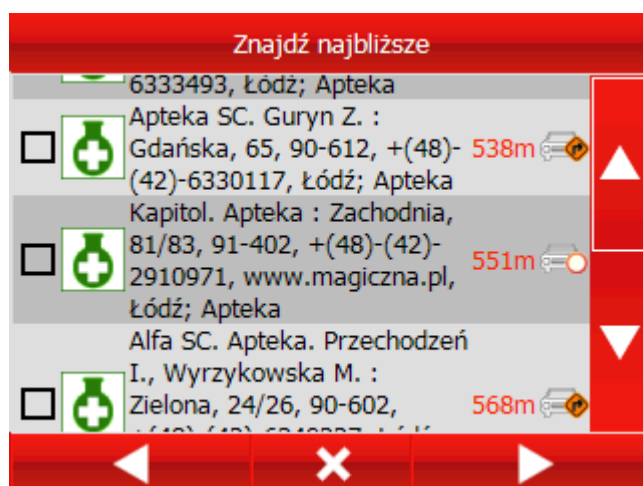 Znajdź najbliższe
6333493, Łódź; Apteka
Apteka SC. Guryn Z. :
Gdańska, 65, 90-612, +(48)-
(42)-6330117, Łódź; Apteka
538m
Kapitol. Apteka : Zachodnia,
81/83, 91-402, +(48)-(42)-
2910971, www.magiczna.pl,
Łódź; Apteka
551m
Alfa SC. Apteka. Przechodzeń
I., Wyrzykowska M. :
Zielona, 24/26, 90-602,
568m